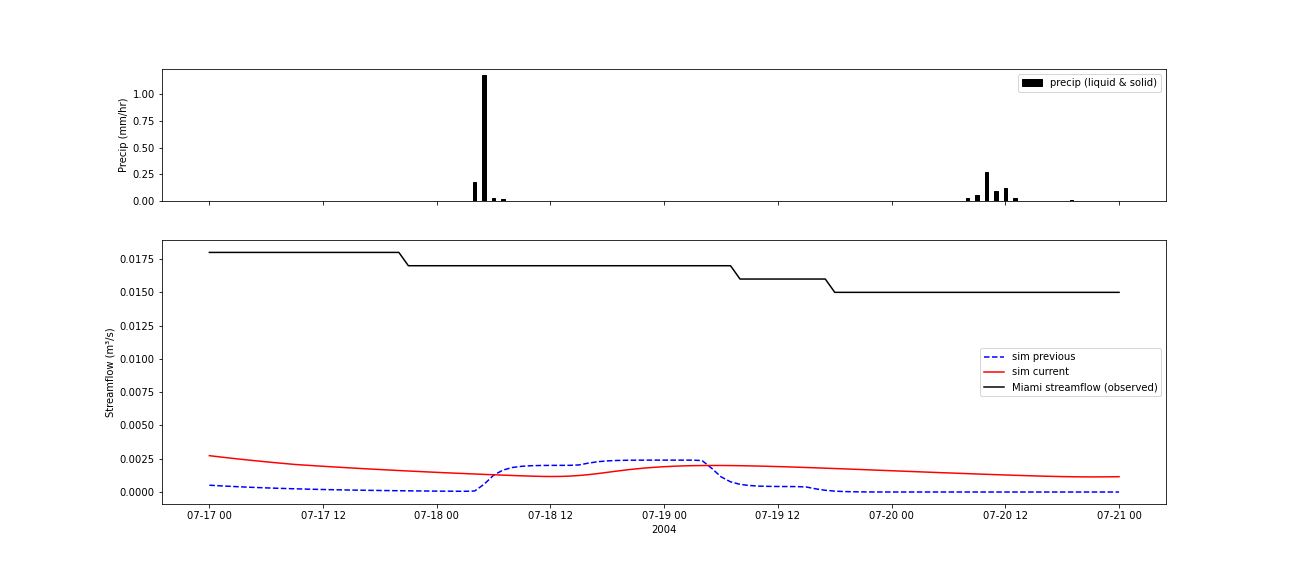 precip (liquid & solid)
Precip (mm/hr)
1.00
0.75
0.50
0.25
0.00
Streamflow (m³/s)
0.0175
0.0150
0.0125
0.0100
0.0075
0.0050
0.0025
0.0000
sim previous
sim current
Miami streamflow (observed)
07-17 00 07-17 12 07-18 00 07-18 12 07-19 00 07-19 12 07-20 00 07-20 12 07-21 00
2004